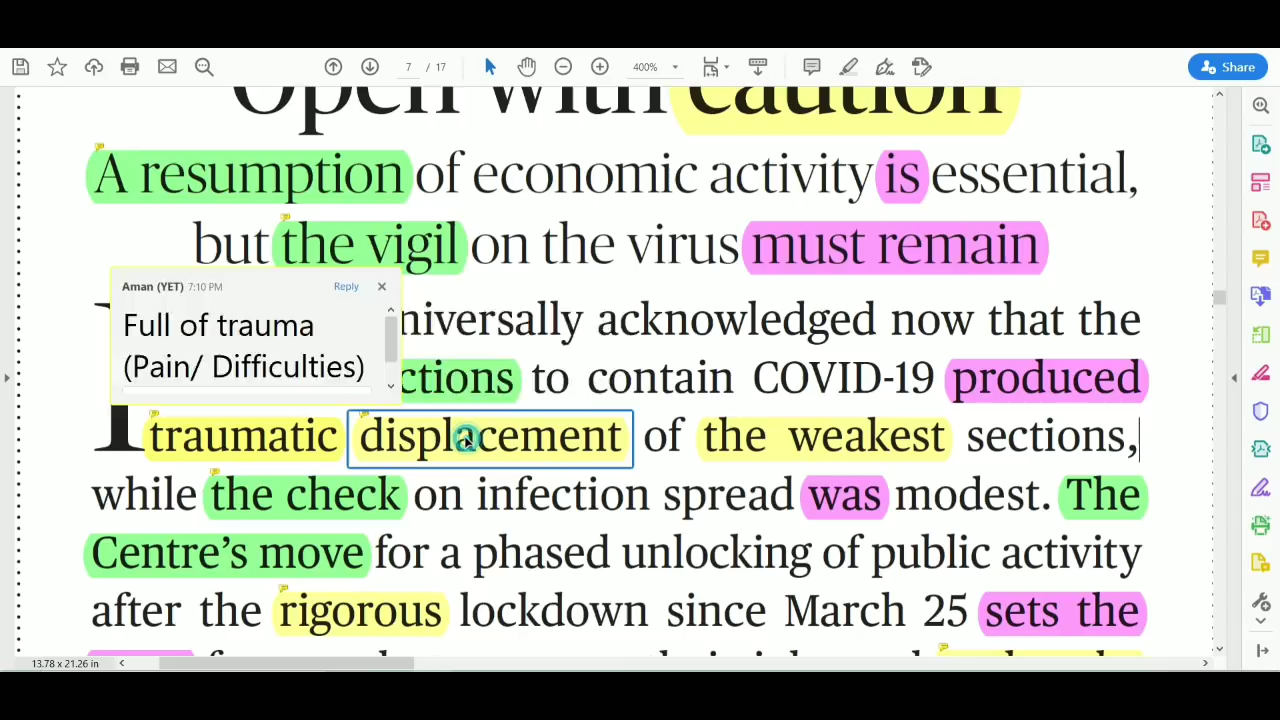 7 / 17
400%
Share
Open with caution
A resumption of economic activity is essential,
but the vigil on the virus must remain
Aman (YET) 7:10 PM
Reply
Full of trauma
(Pain/ Difficulties)
niversally acknowledged now that the
ctions to contain COVID-19 produced
traumatic displacement of the weakest sections,
while the check on infection spread was modest. The
Centre’s move for a phased unlocking of public activity
after the rigorous lockdown since March 25 sets the
13.78 x 21.26 in